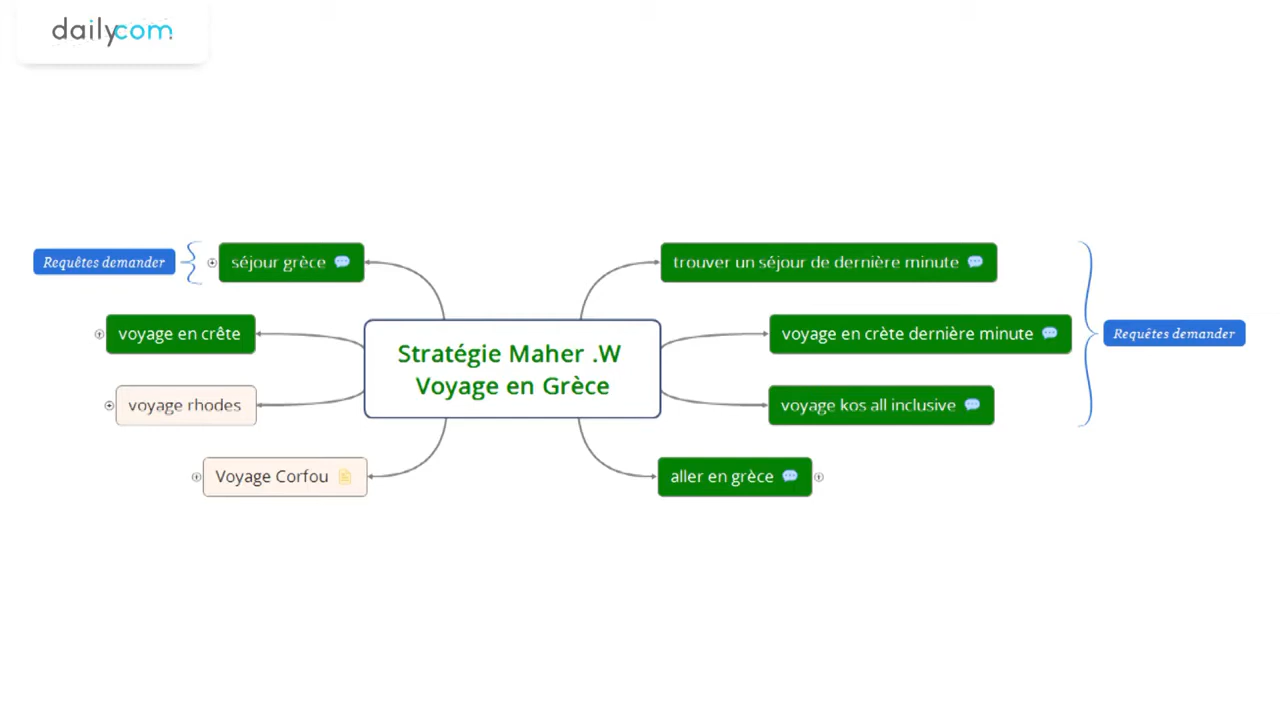 dailycom.
Requêtes demander
séjour grèce
trouver un séjour de dernière minute
voyage en crête
voyage en crète dernière minute
Requêtes demander
Stratégie Maher .W
Voyage en Grèce
voyage rhodes
voyage kos all inclusive
Voyage Corfou
aller en grèce